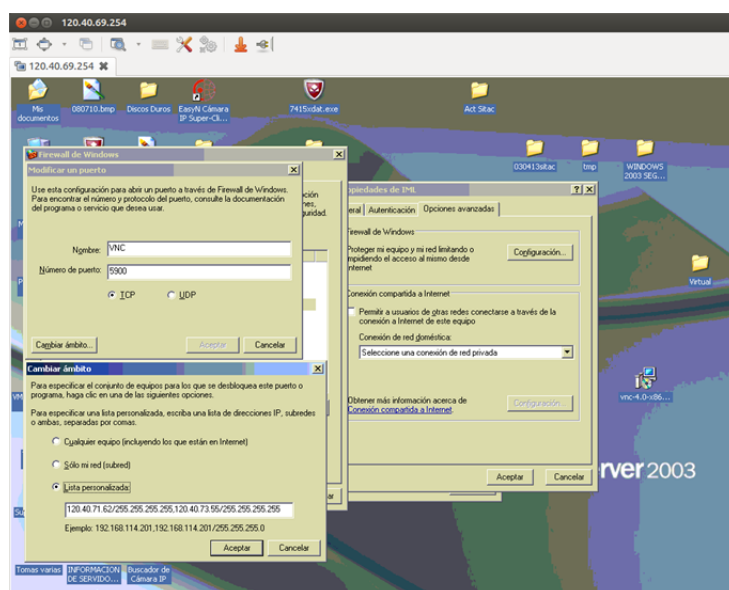 120.40.69.254
120.40.69.254
Mis
documentos
080710.bmp
Discos Duros
EasyN Cámara
IP Super-Cli...
7415xdat.exe
Act Sitac
030413sitac
tmp
WINDOWS
2003 SEG...
Virtual
vnc-4.0-x86...
Firewall de Windows
Modificar un puerto
Use esta configuración para abrir un puerto a través de Firewall de Windows.
Para encontrar el número y protocolo del puerto, consulte la documentación
del programa o servicio que desea usar.
Nombre:
VNC
Número de puerto:
5900
TCP
UDP
Cambiar ámbito...
Aceptar
Cancelar
Cambiar ámbito
Para especificar el conjunto de equipos para los que se desbloquea este puerto o
programa, haga clic en una de las siguientes opciones.
Para especificar una lista personalizada, escriba una lista de direcciones IP, subredes
o ambas, separadas por comas.
Cualquier equipo (incluyendo los que están en Internet)
Sólo mi red (subred)
Lista personalizada:
120.40.71.62/255.255.255.255,120.40.73.55/255.255.255.255
Ejemplo: 192.168.114.201,192.168.114.201/255.255.255.0
Aceptar
Cancelar
opiedades de IML
eral
Autenticación
Opciones avanzadas
Firewall de Windows
Proteger mi equipo y mi red limitando o
impidiendo el acceso al mismo desde
Internet
Configuración...
Conexión compartida a Internet
Permitir a usuarios de otras redes conectarse a través de la
conexión a Internet de este equipo
Conexión de red doméstica:
Seleccione una conexión de red privada
Obtener más información acerca de
Conexión compartida a Internet.
Configuración...
Aceptar
Cancelar
rver 2003
Tomas varias
INFORMACION
DE SERVIDO...
Buscador de
Cámara IP